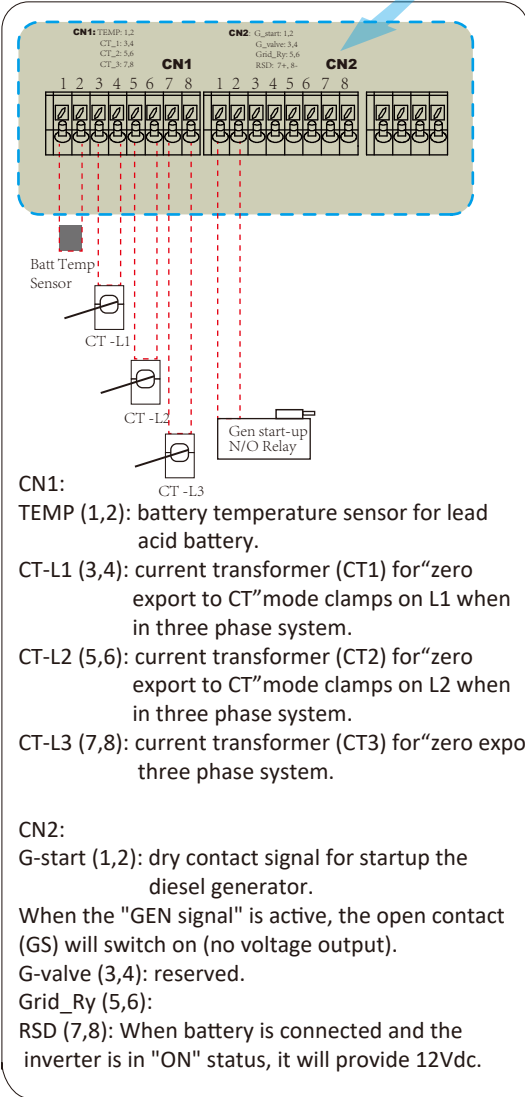 CN1: TEMP: 1,2
CT_1: 3,4
CT_2: 5,6
CT_3: 7,8
CN2: G_start: 1,2
G_valve: 3,4
Grid_Ry: 5,6
RSD: 7+, 8-
CN1
CN2
1 2 3 4 5 6 7 8
1 2 3 4 5 6 7 8
Batt Temp
Sensor
CT -L1
CT -L2
CT -L3
Gen start-up
N/O Relay
CN1:
TEMP (1,2): battery temperature sensor for lead
acid battery.
CT-L1 (3,4): current transformer (CT1) for“zero
export to CT”mode clamps on L1 when
in three phase system.
CT-L2 (5,6): current transformer (CT2) for“zero
export to CT”mode clamps on L2 when
in three phase system.
CT-L3 (7,8): current transformer (CT3) for“zero expo
three phase system.
CN2:
G-start (1,2): dry contact signal for startup the
diesel generator.
When the "GEN signal" is active, the open contact
(GS) will switch on (no voltage output).
G-valve (3,4): reserved.
Grid_Ry (5,6):
RSD (7,8): When battery is connected and the
inverter is in "ON" status, it will provide 12Vdc.